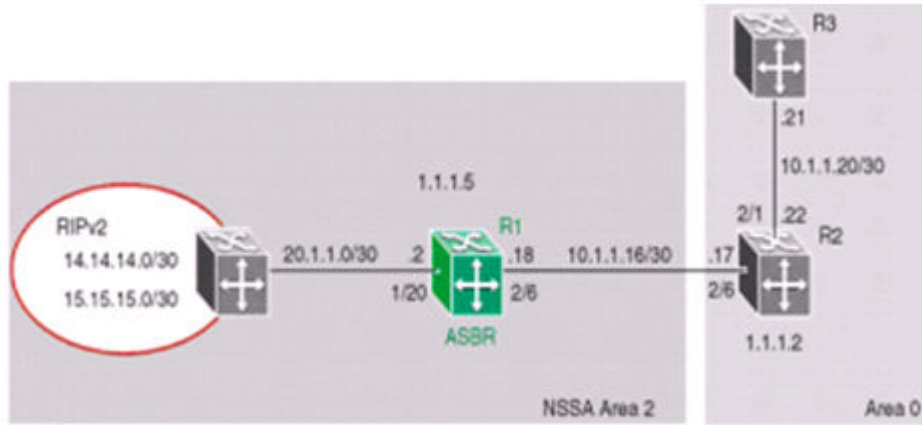 R3
.21
10.1.1.20/30
1.1.1.5
RIPv2
14.14.14.0/30
15.15.15.0/30
20.1.1.0/30
.2
R1
.18
10.1.1.16/30
.17
2/1
.22
R2
1/20
2/6
2/6
ASBR
1.1.1.2
NSSA Area 2
Area 0